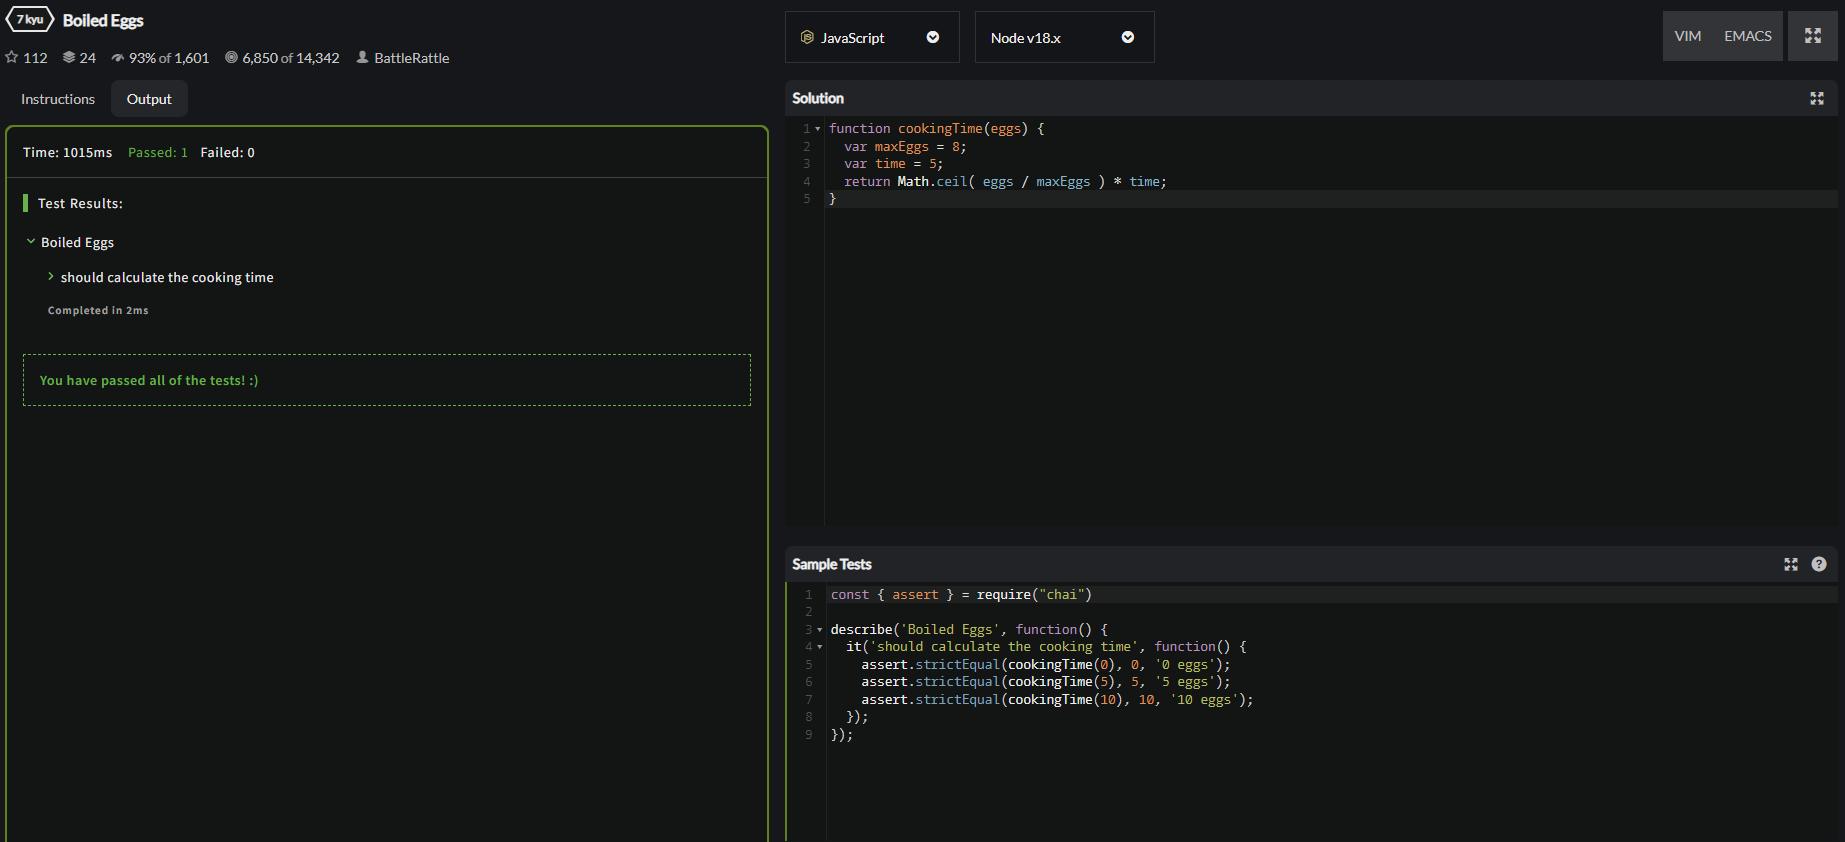 7 kyu Boiled Eggs
112 24 93% of 1,601 6,850 of 14,342 BattleRattle
Instructions Output
Time: 1015ms Passed: 1 Failed: 0
Test Results:
Boiled Eggs
should calculate the cooking time
Completed in 2ms
You have passed all of the tests! :)
JavaScript Node v18.x VIM EMACS
Solution
1 function cookingTime(eggs) {
2   var maxEggs = 8;
3   var time = 5;
4   return Math.ceil( eggs / maxEggs ) * time;
5 }
Sample Tests ?
1 const { assert } = require("chai")
2
3 describe('Boiled Eggs', function() {
4   it('should calculate the cooking time', function() {
5     assert.strictEqual(cookingTime(0), 0, '0 eggs');
6     assert.strictEqual(cookingTime(5), 5, '5 eggs');
7     assert.strictEqual(cookingTime(10), 10, '10 eggs');
8   });
9 });